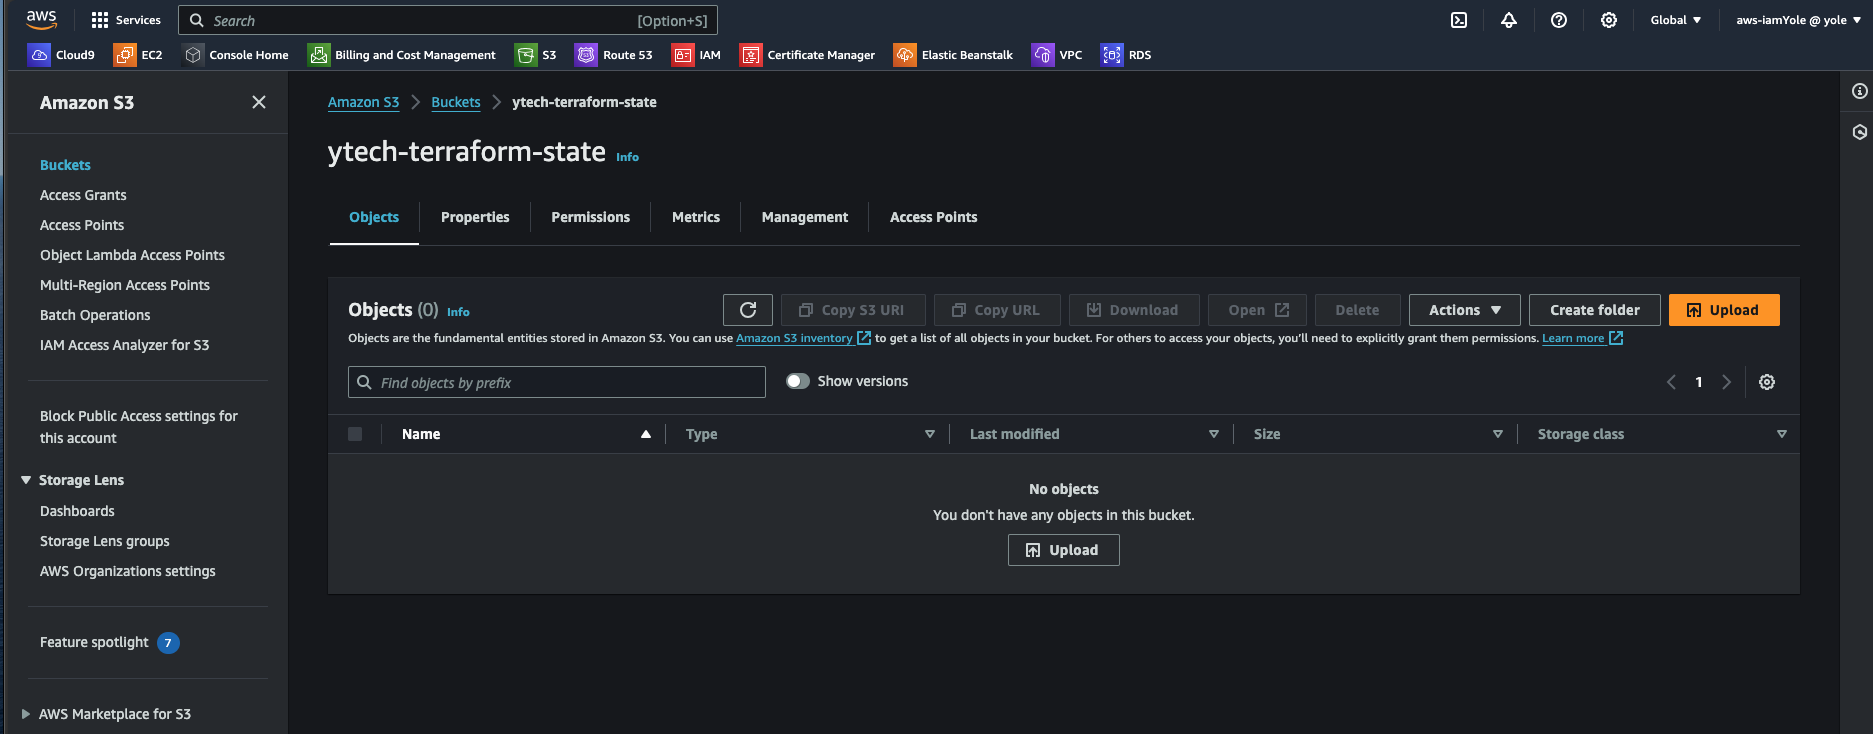 aws
Services
Search
[Option+S]
Global
aws-iamYole @ yole
Cloud9
EC2
Console Home
Billing and Cost Management
S3
Route 53
IAM
Certificate Manager
Elastic Beanstalk
VPC
RDS
Amazon S3
Buckets
Access Grants
Access Points
Object Lambda Access Points
Multi-Region Access Points
Batch Operations
IAM Access Analyzer for S3
Block Public Access settings for
this account
Storage Lens
Dashboards
Storage Lens groups
AWS Organizations settings
Feature spotlight 7
AWS Marketplace for S3
Amazon S3 > Buckets > ytech-terraform-state
ytech-terraform-state Info
Objects
Properties
Permissions
Metrics
Management
Access Points
Objects (0) Info
Copy S3 URI
Copy URL
Download
Open
Delete
Actions
Create folder
Upload
Objects are the fundamental entities stored in Amazon S3. You can use Amazon S3 inventory to get a list of all objects in your bucket. For others to access your objects, you'll need to explicitly grant them permissions. Learn more
Find objects by prefix
Show versions
1
Name
Type
Last modified
Size
Storage class
No objects
You don't have any objects in this bucket.
Upload